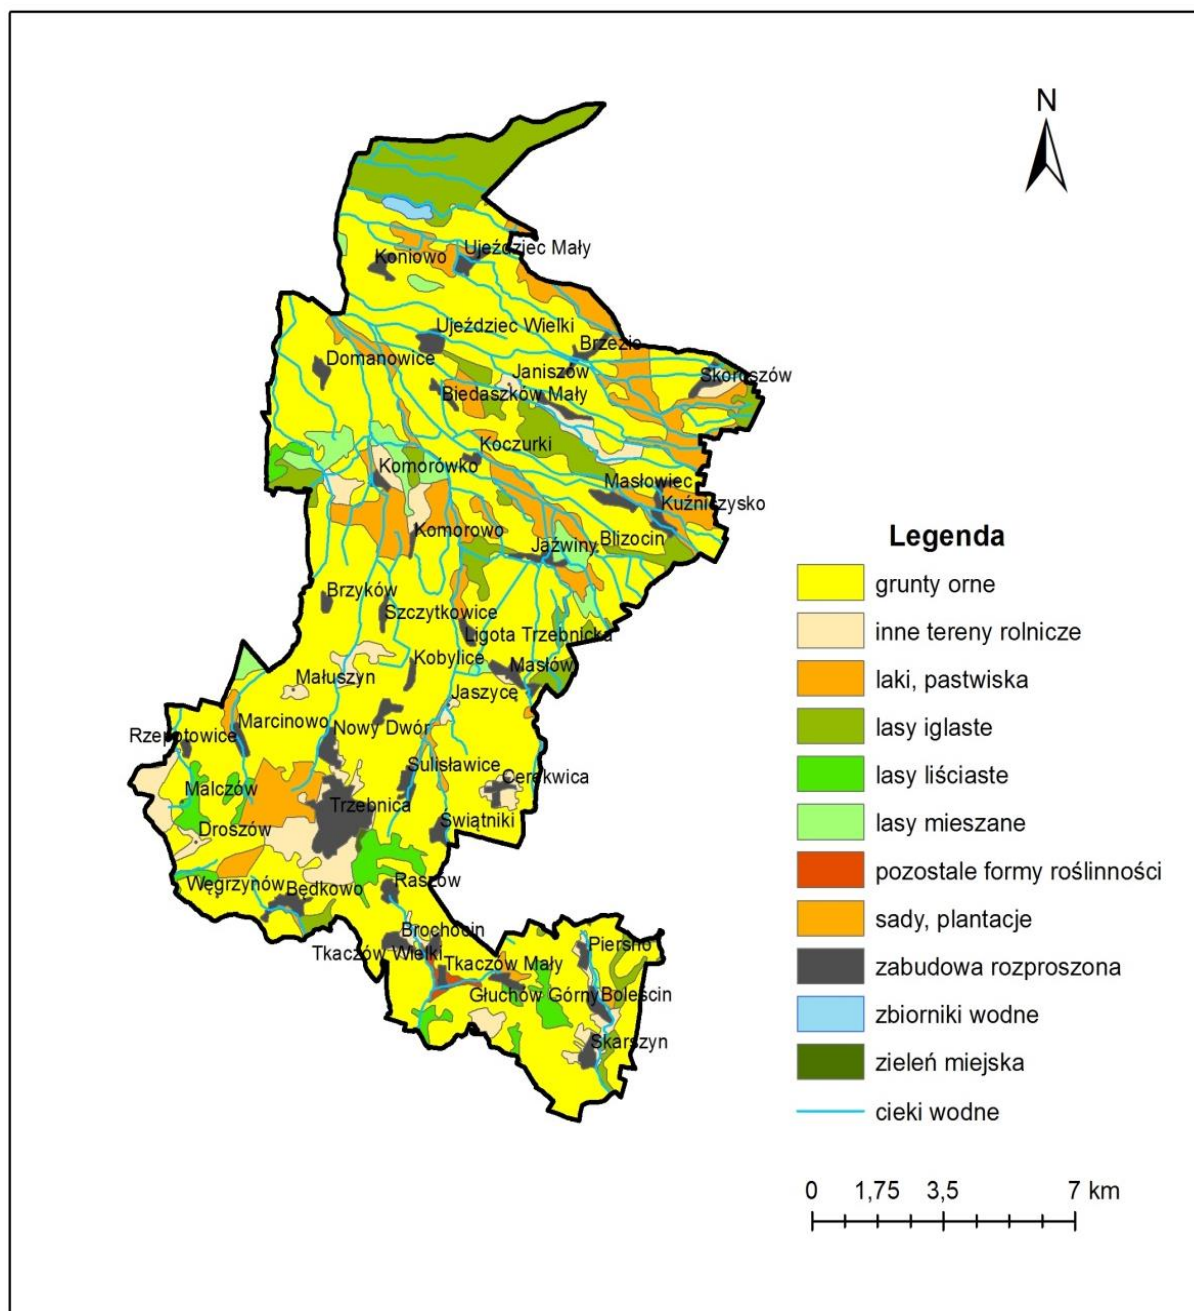 N
Ujeździec Mały
Koniowo
Ujeździec Wielki
Brzezie
Domanowice
Janiszów
Skoroszów
Biedaszków Mały
Koczurki
Komorówko
Masłowiec
Kuźniczysko
Komorowo
Blizocin
Jaźwiny
Brzyków
Szczytkowice
Ligota Trzebnicka
Kobylice
Masłów
Małuszyn
Jaszyce
Marcinowo
Nowy Dwór
Rzepotowice
Sulisławice
Cerekwica
Malczów
Trzebnica
Świątniki
Droszów
Raszów
Węgrzynów
Będkowo
Brochocin
Piersno
Tkaczów Wielki
Tkaczów Mały
Głuchów Górny
Boleścin
Skarszyn
Legenda
grunty orne
inne tereny rolnicze
laki, pastwiska
lasy iglaste
lasy liściaste
lasy mieszane
pozostale formy roślinności
sady, plantacje
zabudowa rozproszona
zbiorniki wodne
zieleń miejska
cieki wodne
0 1,75 3,5 7 km